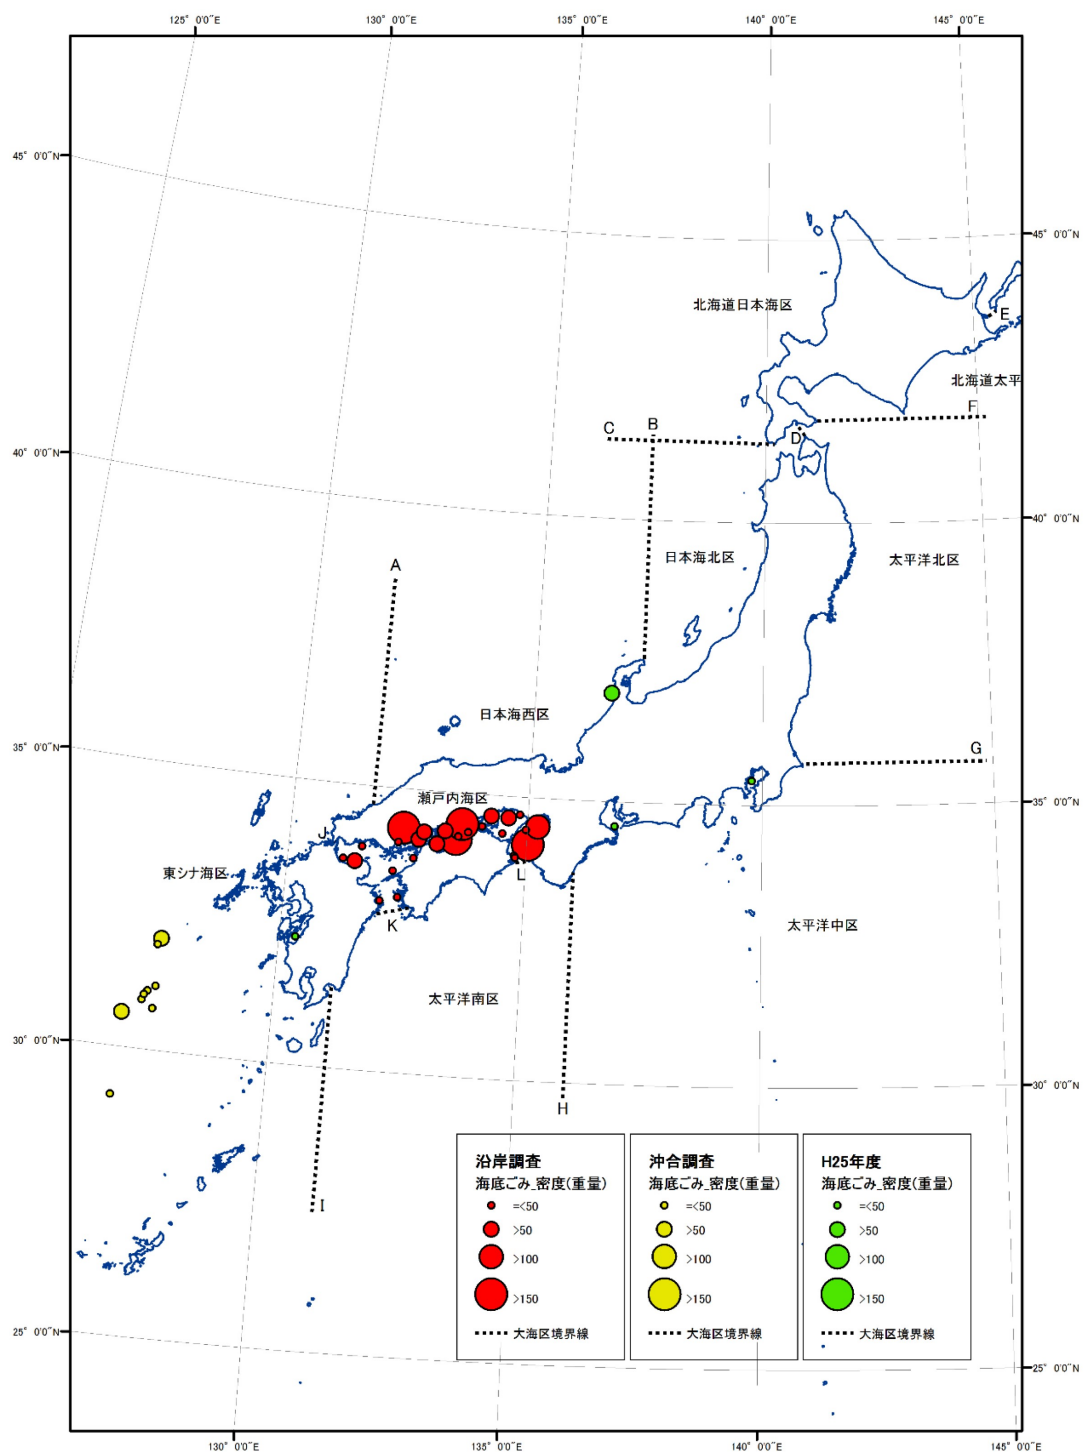 125° 0'0"E
130° 0'0"E
135° 0'0"E
140° 0'0"E
145° 0'0"E
45° 0'0"N
45° 0'0"N
北海道日本海区
E
北海道太平
F
B
C
D
40° 0'0"N
40° 0'0"N
日本海北区
太平洋北区
A
日本海西区
G
35° 0'0"N
35° 0'0"N
瀬戸内海区
J
東シナ海区
L
K
太平洋中区
太平洋南区
30° 0'0"N
30° 0'0"N
H
I
沿岸調査
海底ごみ_密度(重量)
=<50
>50
>100
>150
大海区境界線
沖合調査
海底ごみ_密度(重量)
=<50
>50
>100
>150
大海区境界線
H25年度
海底ごみ_密度(重量)
=<50
>50
>100
>150
大海区境界線
25° 0'0"N
25° 0'0"N
130° 0'0"E
135° 0'0"E
140° 0'0"E
145° 0'0"E